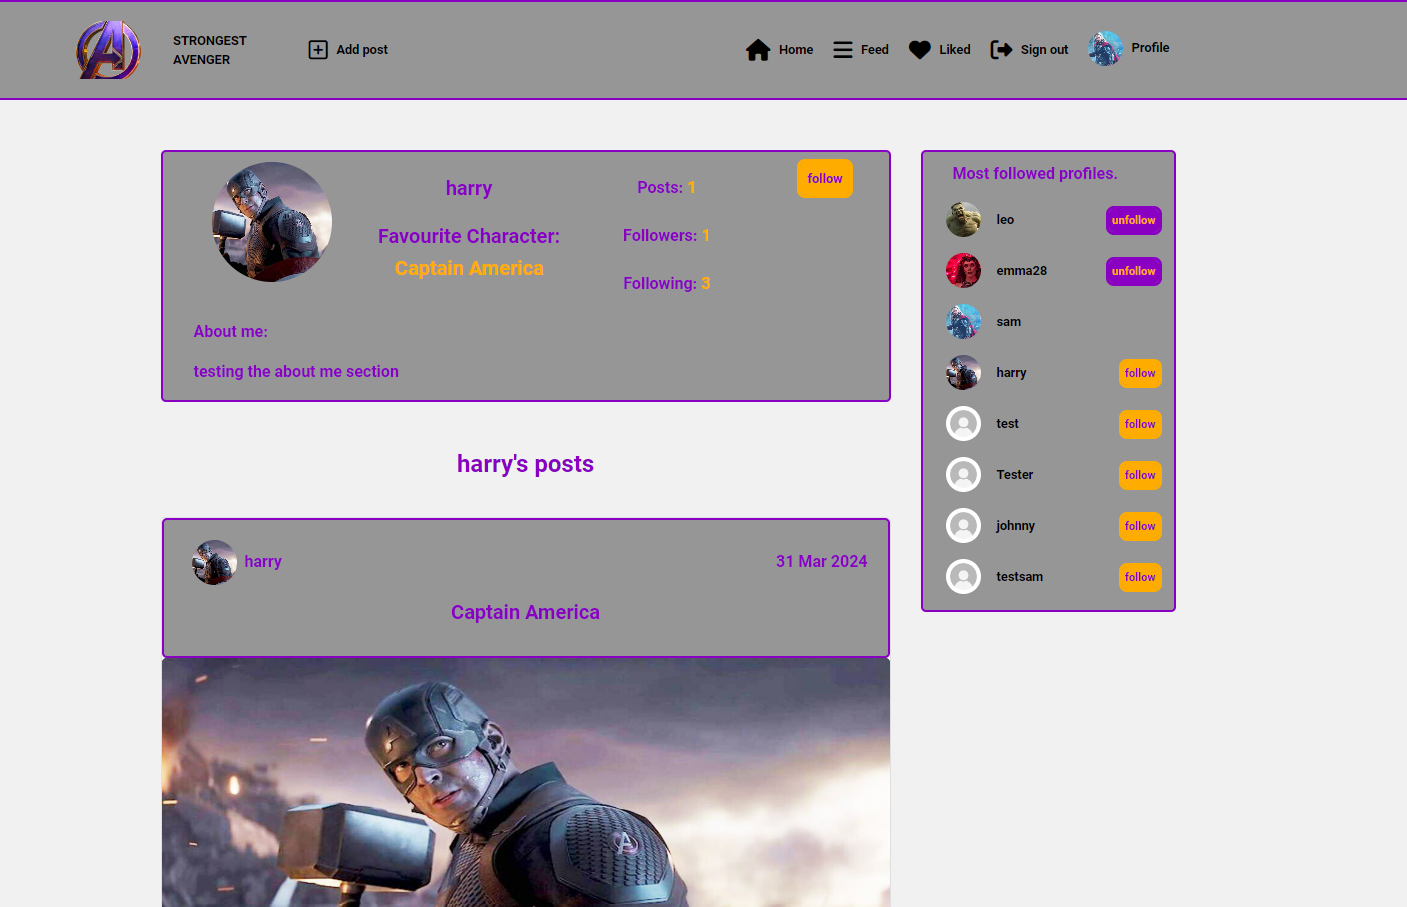 STRONGEST
AVENGER
Add post
Home
Feed
Liked
Sign out
Profile
harry
Favourite Character:
Captain America
Posts: 1
Followers: 1
Following: 3
follow
About me:
testing the about me section
Most followed profiles.
leo
unfollow
emma28
unfollow
sam
harry
follow
test
follow
Tester
follow
johnny
follow
testsam
follow
harry's posts
harry
31 Mar 2024
Captain America